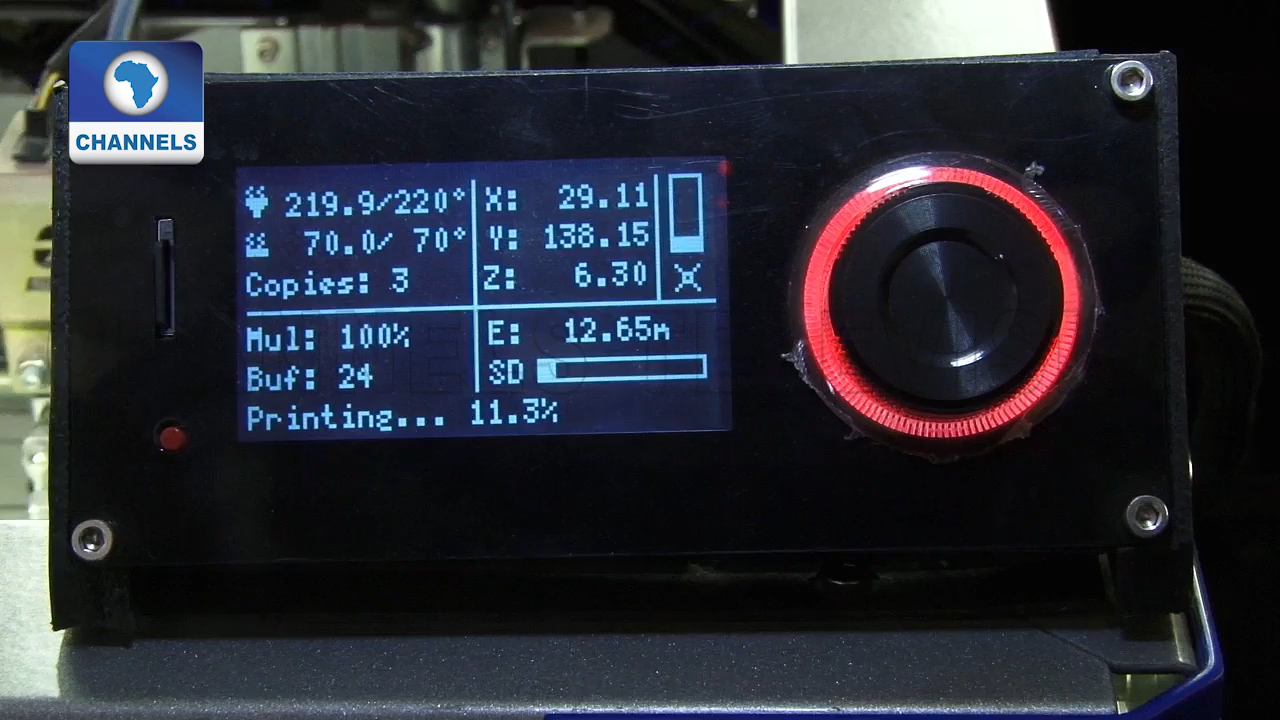 CHANNELS
219.9/220° X: 29.11
70.0/ 70° Y: 138.15
Copies: 3 Z: 6.30
Mul: 100% E: 12.65m
Buf: 24 SD
Printing... 11.3%